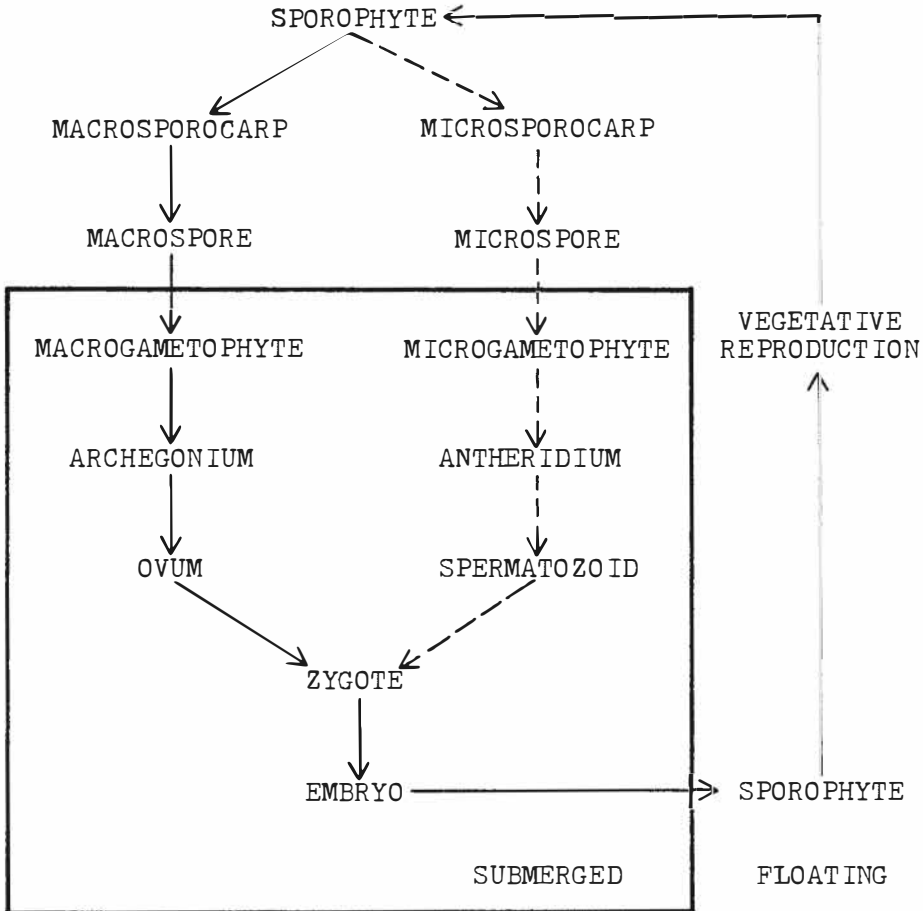 SPOROPHYTE
MACROSPOROCARP
MICROSPOROCARP
MACROSPORE
MICROSPORE
MACROGAMETOPHYTE
MICROGAMETOPHYTE
VEGETATIVE
REPRODUCTION
ARCHEGONIUM
ANTHERIDIUM
OVUM
SPERMATOZOID
ZYGOTE
EMBRYO
SPOROPHYTE
SUBMERGED
FLOATING